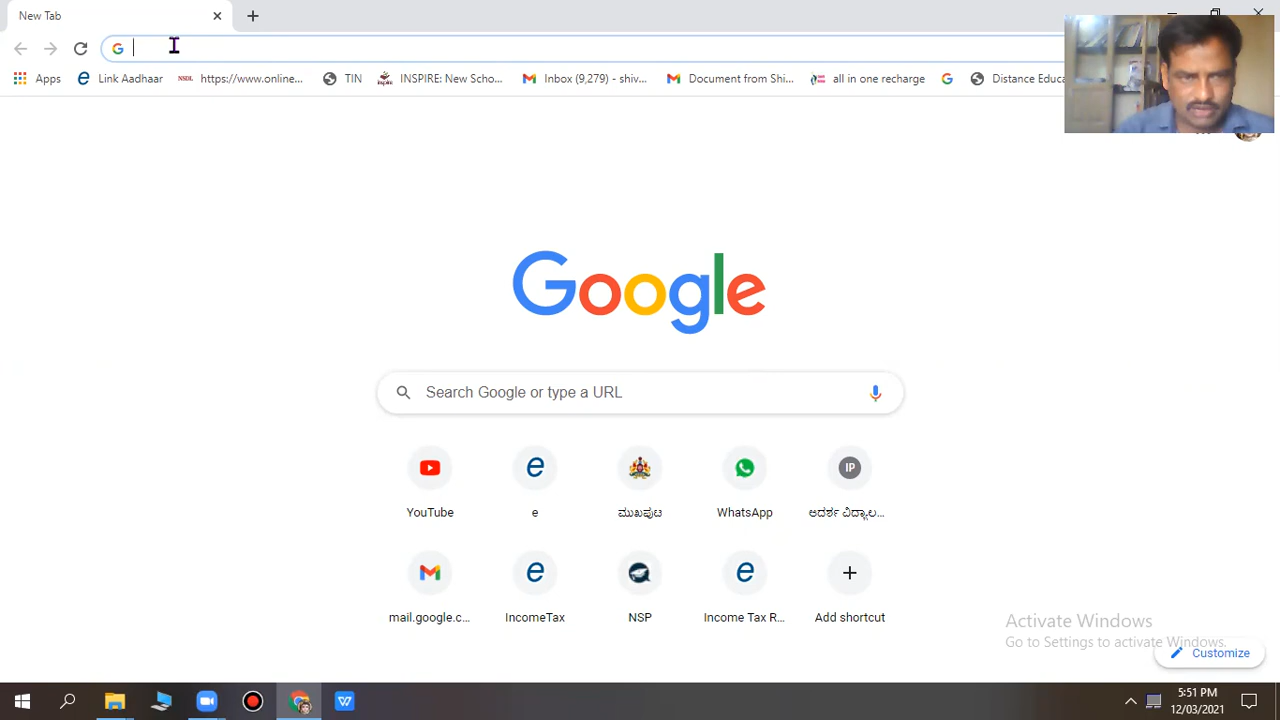 New Tab
Apps
Link Aadhaar
NSDL
https://www.online...
TIN
inspire
INSPIRE: New Scho...
Inbox (9,279) - shiv...
Document from Shi...
all in one recharge
Distance Educa
Google
Search Google or type a URL
IP
YouTube
e
ಮುಖಪುಟ
WhatsApp
ಆದರ್ಶ ವಿದ್ಯಾಲ...
mail.google.c...
IncomeTax
NSP
Income Tax R...
Add shortcut
Activate Windows
Go to Settings to activate Windows.
Customize
5:51 PM
12/03/2021